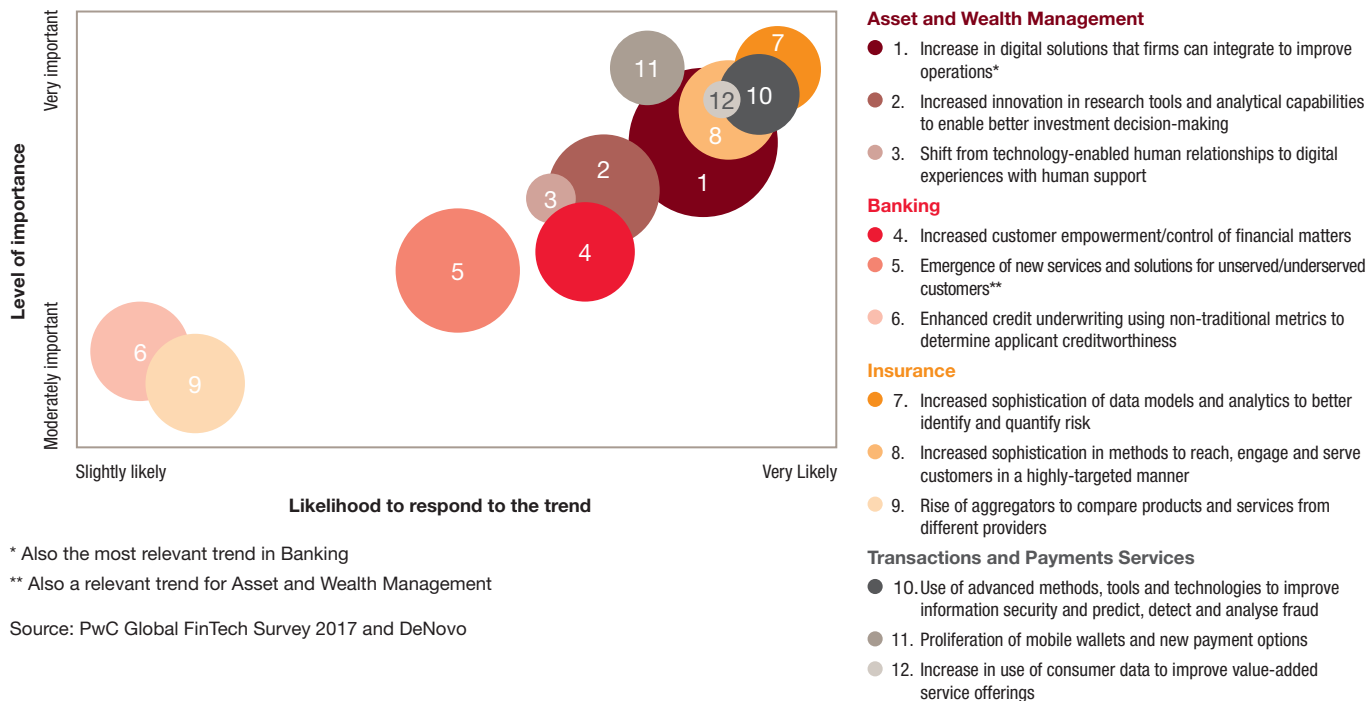 Very important
Level of importance
Moderately important
7
11
12
10
8
2
1
3
4
5
6
9
Slightly likely
Very Likely
Likelihood to respond to the trend
* Also the most relevant trend in Banking
** Also a relevant trend for Asset and Wealth Management
Source: PwC Global FinTech Survey 2017 and DeNovo
Asset and Wealth Management
1. Increase in digital solutions that firms can integrate to improve
operations*
2. Increased innovation in research tools and analytical capabilities
to enable better investment decision-making
3. Shift from technology-enabled human relationships to digital
experiences with human support
Banking
4. Increased customer empowerment/control of financial matters
5. Emergence of new services and solutions for unserved/underserved
customers**
6. Enhanced credit underwriting using non-traditional metrics to
determine applicant creditworthiness
Insurance
7. Increased sophistication of data models and analytics to better
identify and quantify risk
8. Increased sophistication in methods to reach, engage and serve
customers in a highly-targeted manner
9. Rise of aggregators to compare products and services from
different providers
Transactions and Payments Services
10. Use of advanced methods, tools and technologies to improve
information security and predict, detect and analyse fraud
11. Proliferation of mobile wallets and new payment options
12. Increase in use of consumer data to improve value-added
service offerings